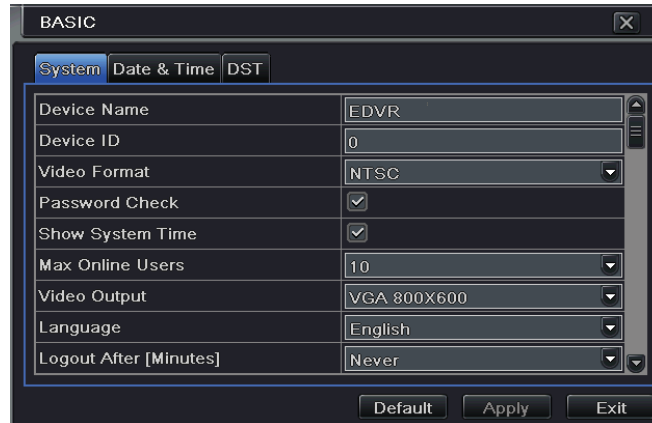 BASIC
System Date & Time DST
Device Name EDVR
Device ID 0
Video Format NTSC
Password Check
Show System Time
Max Online Users 10
Video Output VGA 800X600
Language English
Logout After [Minutes] Never
Default Apply Exit